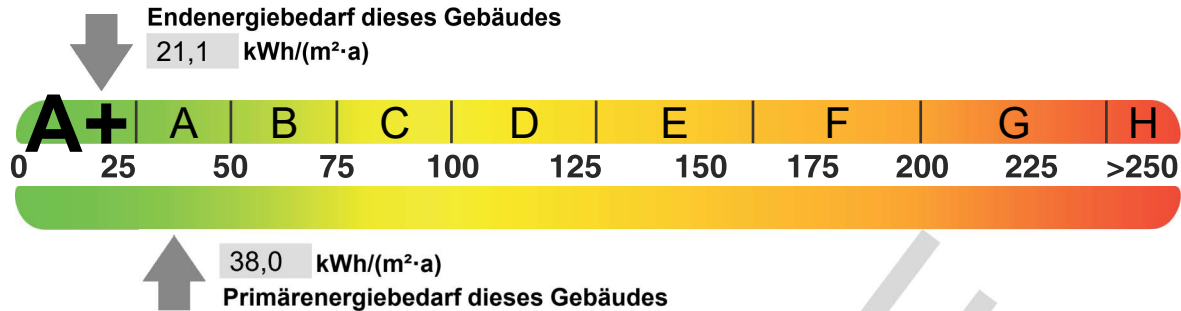 Endenergiebedarf dieses Gebäudes
21,1 kWh/(m²·a)
A+ A B C D E F G H
0 25 50 75 100 125 150 175 200 225 >250
38,0 kWh/(m²·a)
Primärenergiebedarf dieses Gebäudes